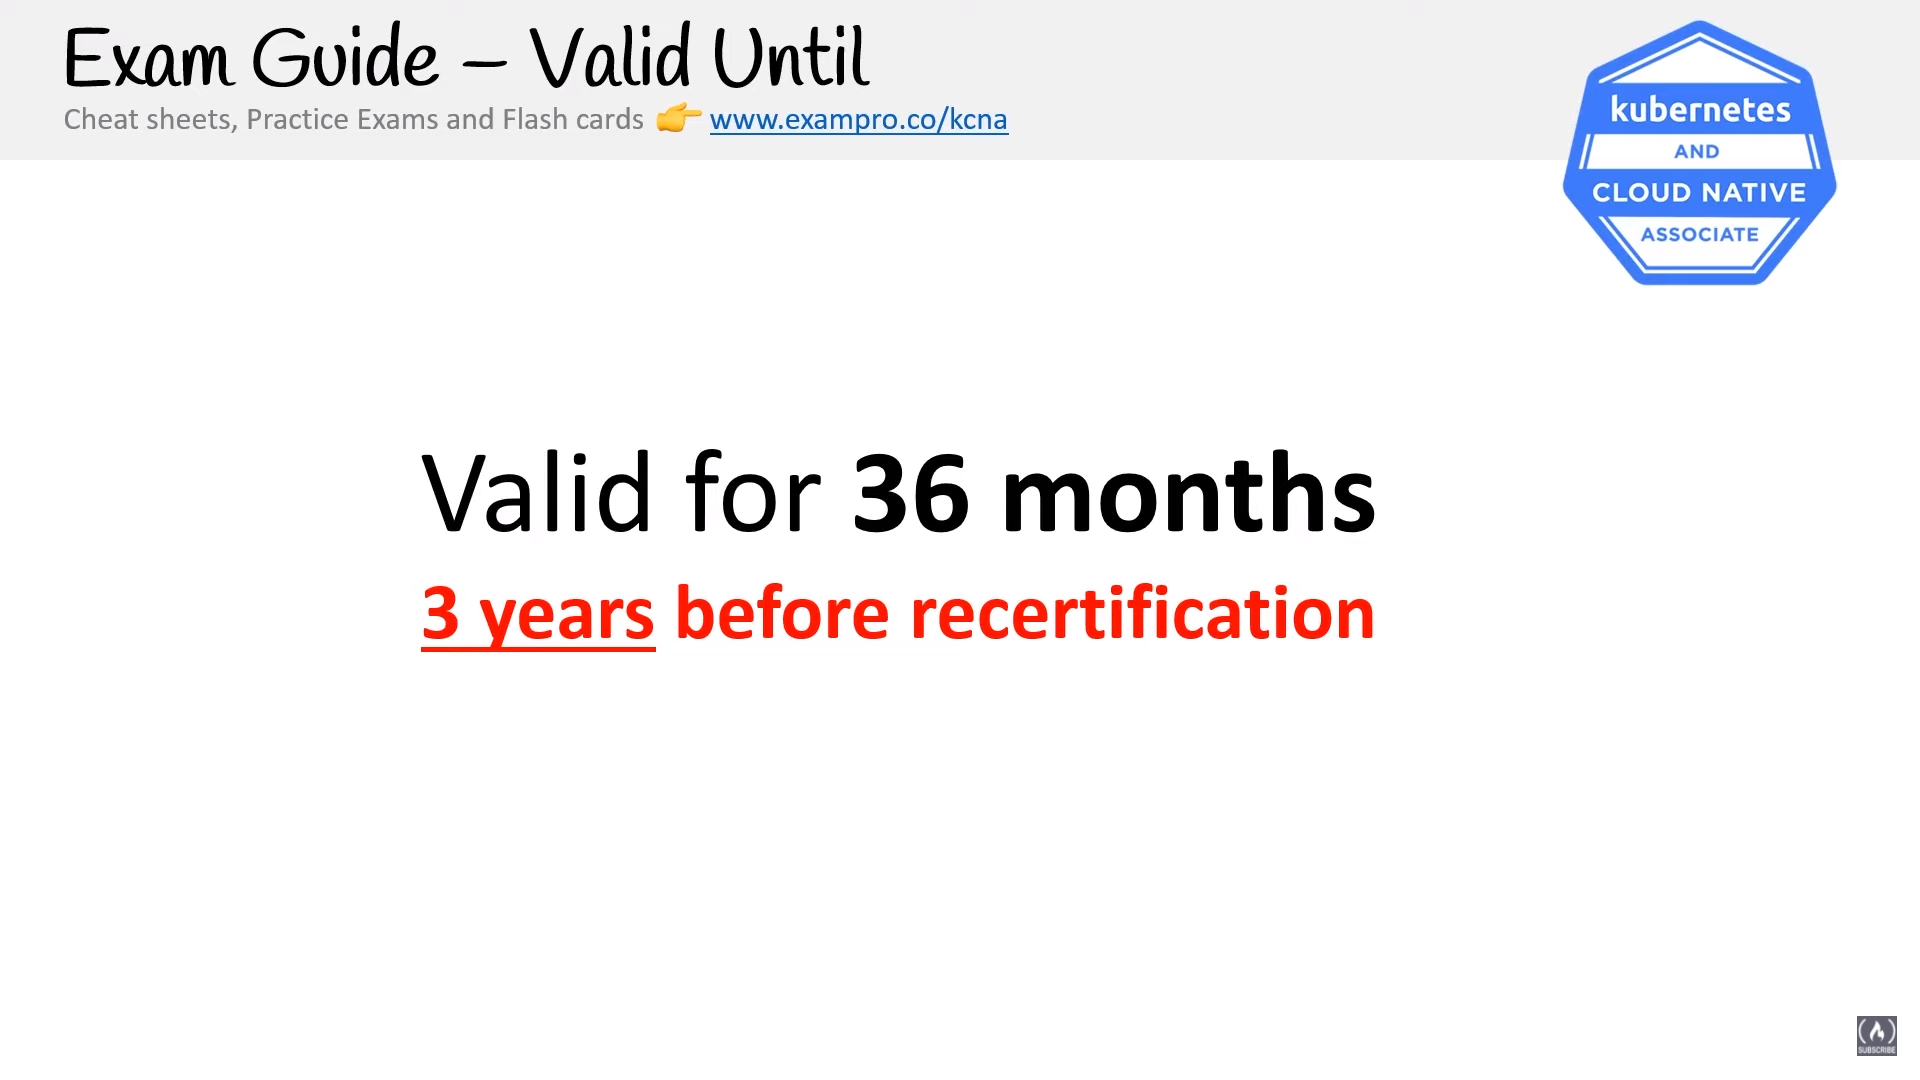 Exam Guide – Valid Until
Cheat sheets, Practice Exams and Flash cards 👉 www.exampro.co/kcna
kubernetes
AND
CLOUD NATIVE
ASSOCIATE
Valid for 36 months
3 years before recertification
SUBSCRIBE